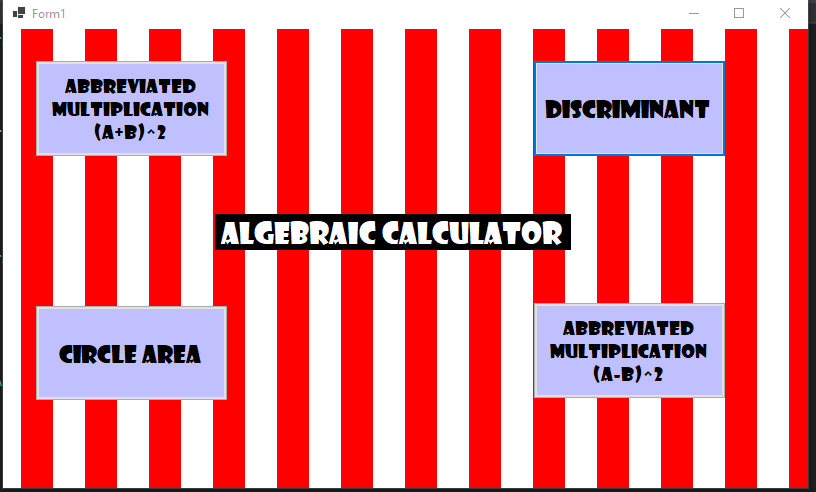 Form1
ABBREVIATED
MULTIPLICATION
(A+B)^2
DISCRIMINANT
ALGEBRAIC CALCULATOR
CIRCLE AREA
ABBREVIATED
MULTIPLICATION
(A-B)^2